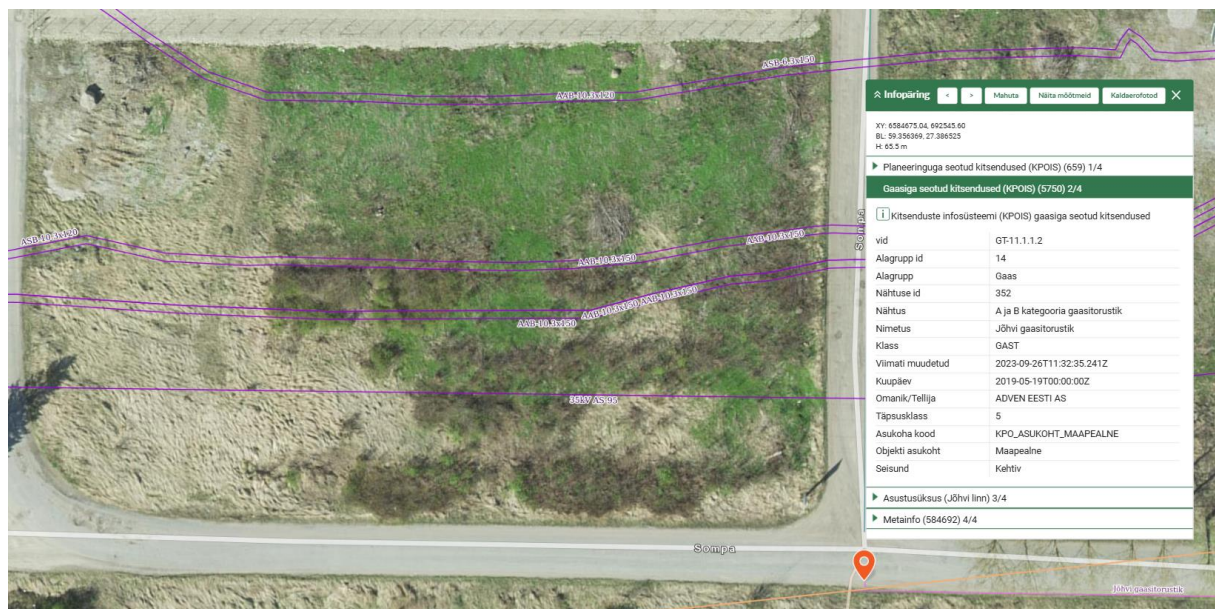 ASB-6.3x150
AAB-10.3x120
ASB-10.3x120
AAB-10.3x150
AAB-10.3x150
AAB-10.3x150 AAB-10.3x150
AAB-10.3x150
35kV AS-95
Sompa
Sompa
Jõhvi gaasitorustik
Infopäring < > Mahuta Näita mõõtmeid Kaldaerofotod
XY: 6584675.04, 692545.60
BL: 59.356369, 27.386525
H: 65.5 m
Planeeringuga seotud kitsendused (KPOIS) (659) 1/4
Gaasiga seotud kitsendused (KPOIS) (5750) 2/4
i Kitsenduste infosüsteemi (KPOIS) gaasiga seotud kitsendused
vid GT-11.1.1.2
Alagrupp id 14
Alagrupp Gaas
Nähtuse id 352
Nähtus A ja B kategooria gaasitorustik
Nimetus Jõhvi gaasitorustik
Klass GAST
Viimati muudetud 2023-09-26T11:32:35.241Z
Kuupäev 2019-05-19T00:00:00Z
Omanik/Tellija ADVEN EESTI AS
Täpsusklass 5
Asukoha kood KPO_ASUKOHT_MAAPEALNE
Objekti asukoht Maapealne
Seisund Kehtiv
Asustusüksus (Jõhvi linn) 3/4
Metainfo (584692) 4/4